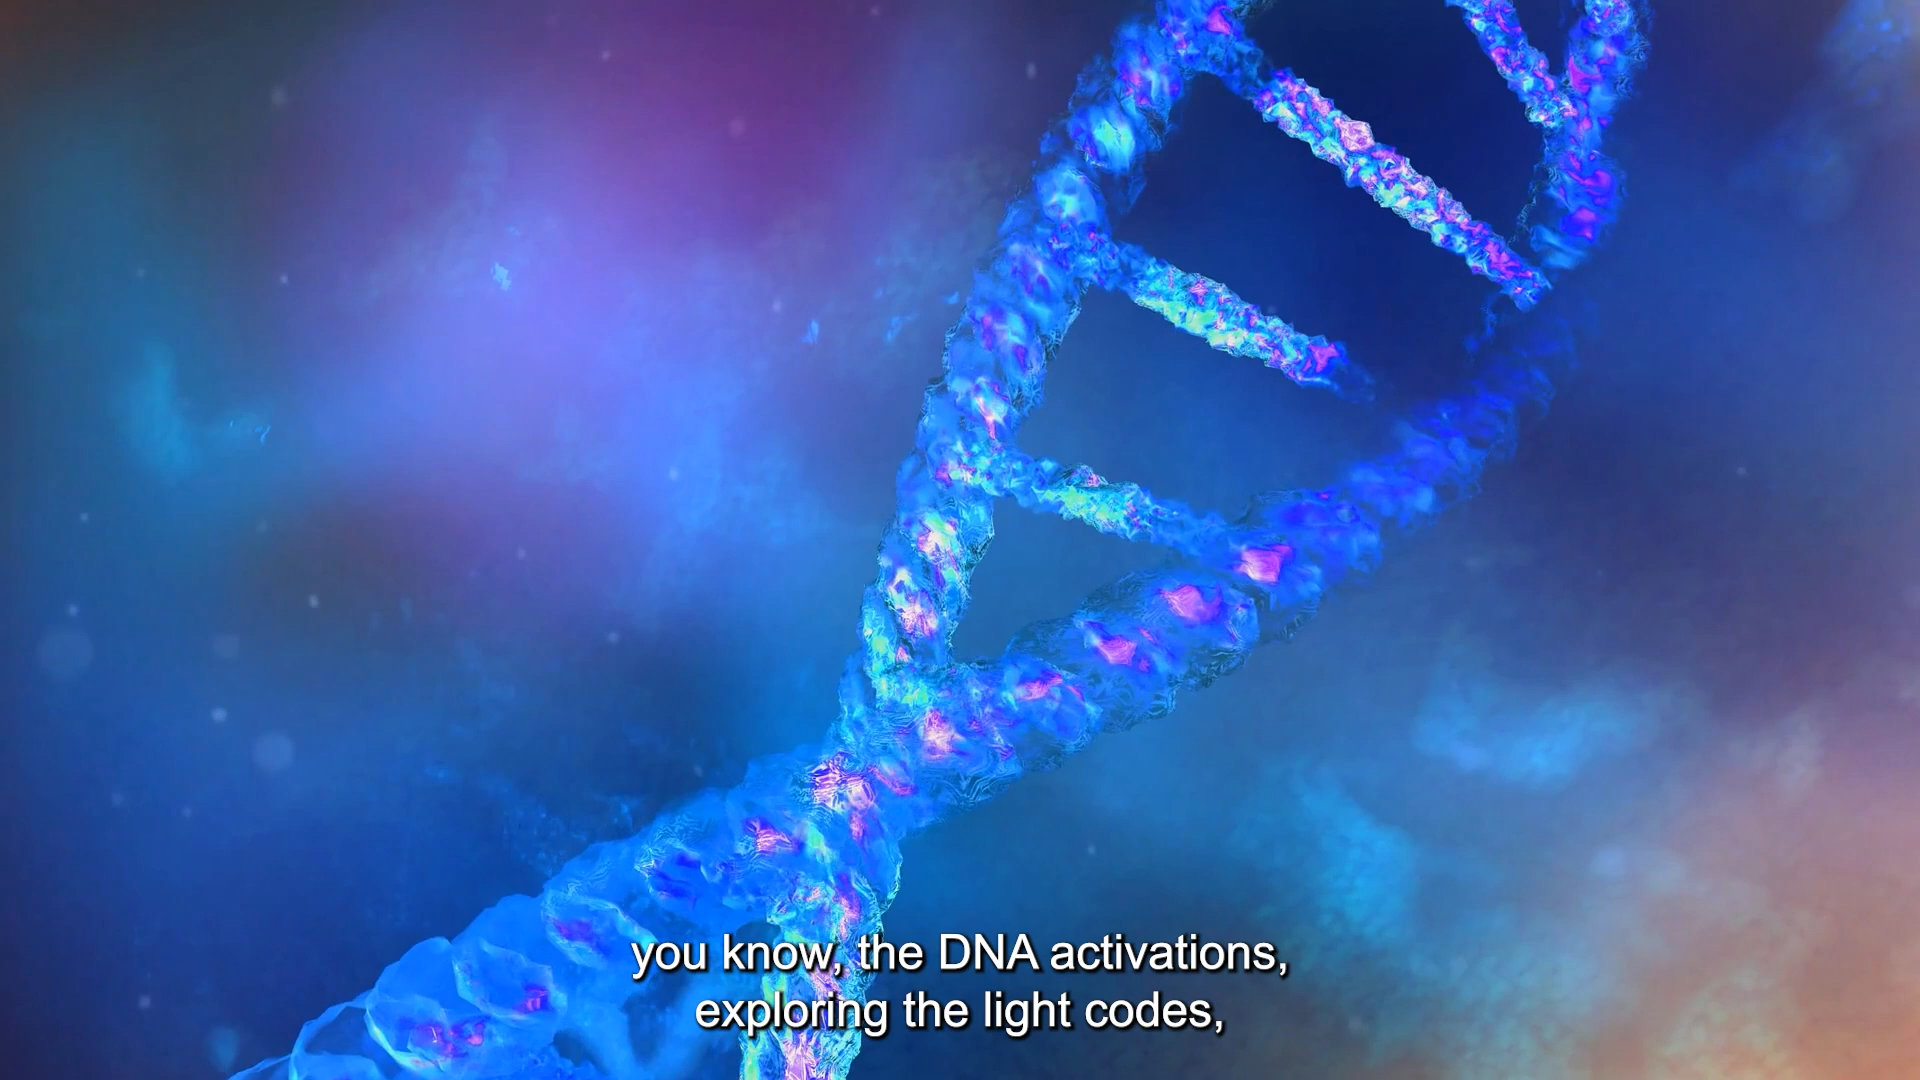 you know, the DNA activations,
exploring the light codes,